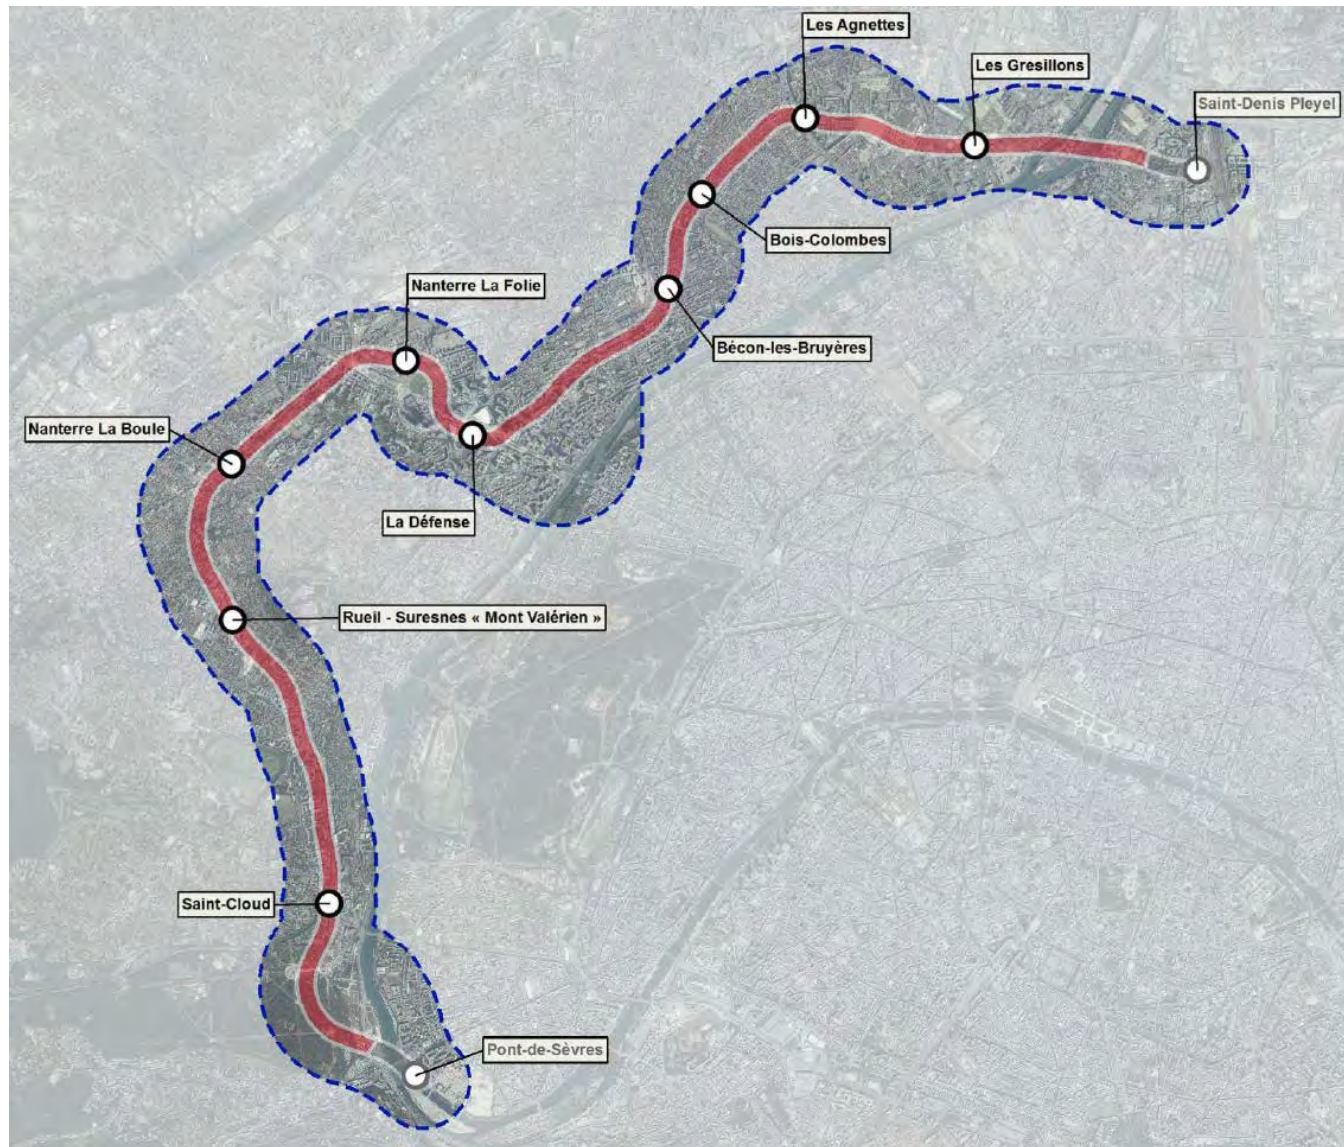 Les Agnettes
Les Gresillons
Saint-Denis Pleyel
Bois-Colombes
Nanterre La Folie
Bécon-les-Bruyères
Nanterre La Boule
La Défense
Rueil - Suresnes « Mont Valérien »
Saint-Cloud
Pont-de-Sèvres